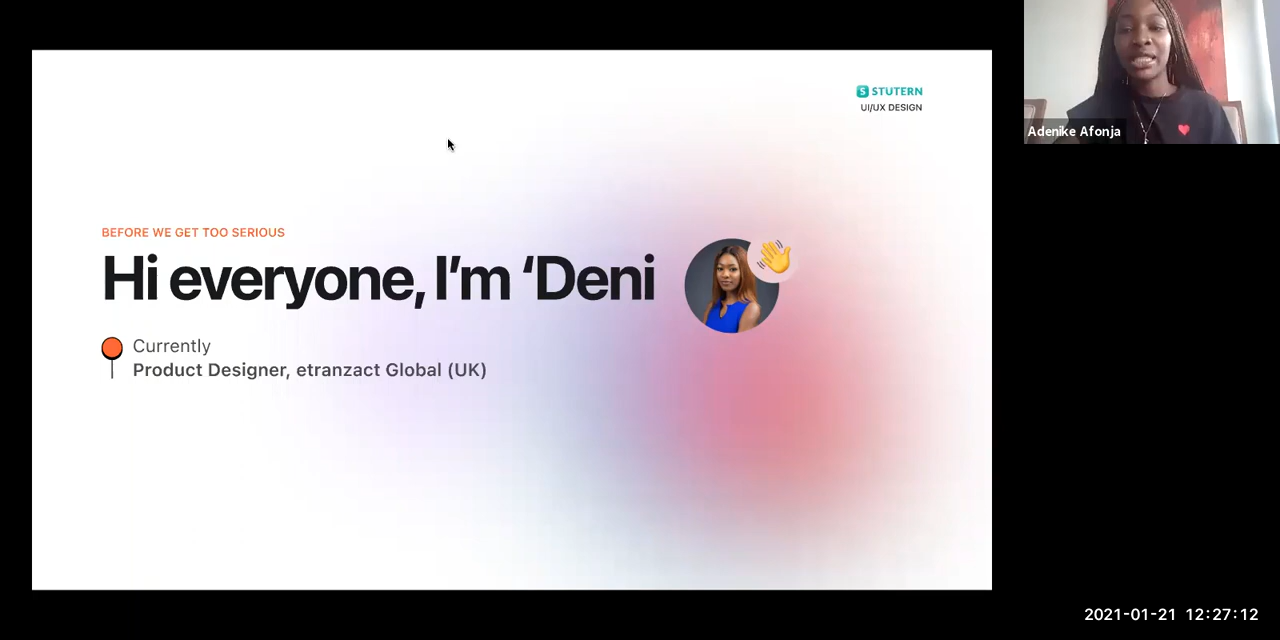 STUTERN
UI/UX DESIGN
Adenike Afonja
BEFORE WE GET TOO SERIOUS
Hi everyone, I’m ‘Deni
Currently
Product Designer, etranzact Global (UK)
2021-01-21 12:27:12